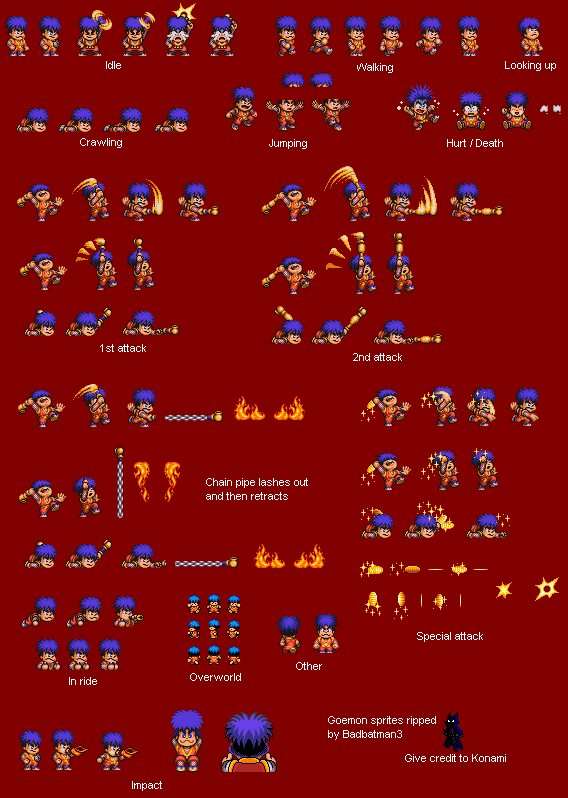 Idle
Walking
Looking up
Crawling
Jumping
Hurt / Death
1st attack
2nd attack
Chain pipe lashes out
and then retracts
Special attack
In ride
Overworld
Other
Goemon sprites ripped
by Badbatman3
Give credit to Konami
Impact